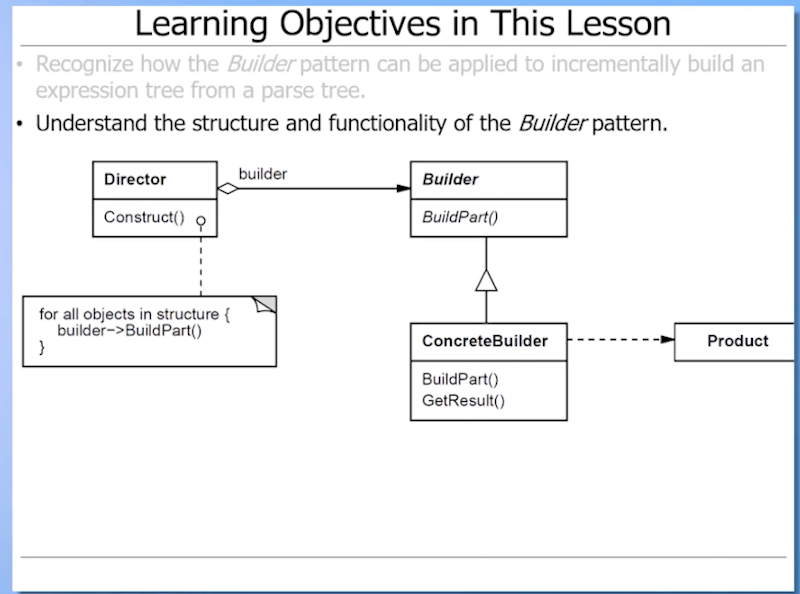 Learning Objectives in This Lesson
• Recognize how the Builder pattern can be applied to incrementally build an
expression tree from a parse tree.
• Understand the structure and functionality of the Builder pattern.
Director
Construct()
builder
Builder
BuildPart()
for all objects in structure {
builder->BuildPart()
}
ConcreteBuilder
BuildPart()
GetResult()
Product